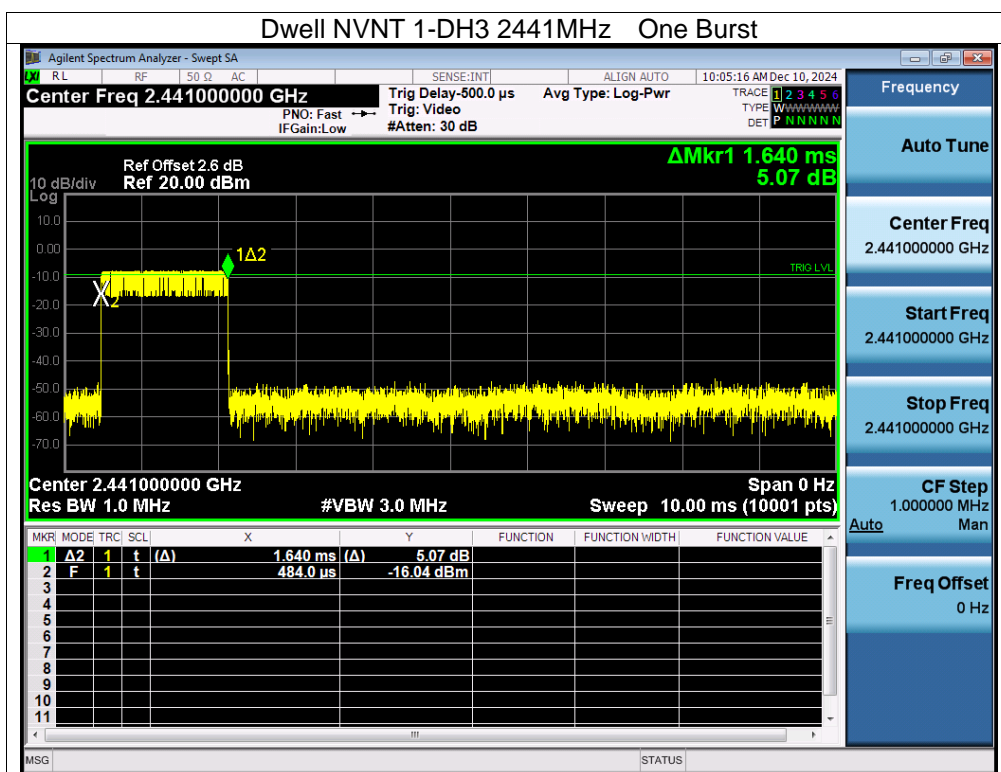 Dwell NVNT 1-DH3 2441MHz One Burst
Agilent Spectrum Analyzer - Swept SA
LXI RL RF 50 Ω AC SENSE:INT ALIGN AUTO 10:05:16 AM Dec 10, 2024
Center Freq 2.441000000 GHz
PNO: Fast
IFGain:Low
Trig Delay-500.0 µs
Trig: Video
#Atten: 30 dB
Avg Type: Log-Pwr
TRACE 1 2 3 4 5 6
TYPE WWWWWWW
DET P N N N N N
ΔMkr1 1.640 ms
5.07 dB
Ref Offset 2.6 dB
10 dB/div Ref 20.00 dBm
Log
10.0
0.00
-10.0
-20.0
-30.0
-40.0
-50.0
-60.0
-70.0
1Δ2
TRIG LVL
2
Center 2.441000000 GHz Span 0 Hz
Res BW 1.0 MHz #VBW 3.0 MHz Sweep 10.00 ms (10001 pts)
MKR MODE TRC SCL X Y FUNCTION FUNCTION WIDTH FUNCTION VALUE
1 Δ2 1 t (Δ) 1.640 ms (Δ) 5.07 dB
2 F 1 t 484.0 µs -16.04 dBm
3
4
5
6
7
8
9
10
11
MSG STATUS
Frequency
Auto Tune
Center Freq
2.441000000 GHz
Start Freq
2.441000000 GHz
Stop Freq
2.441000000 GHz
CF Step
1.000000 MHz
Auto Man
Freq Offset
0 Hz